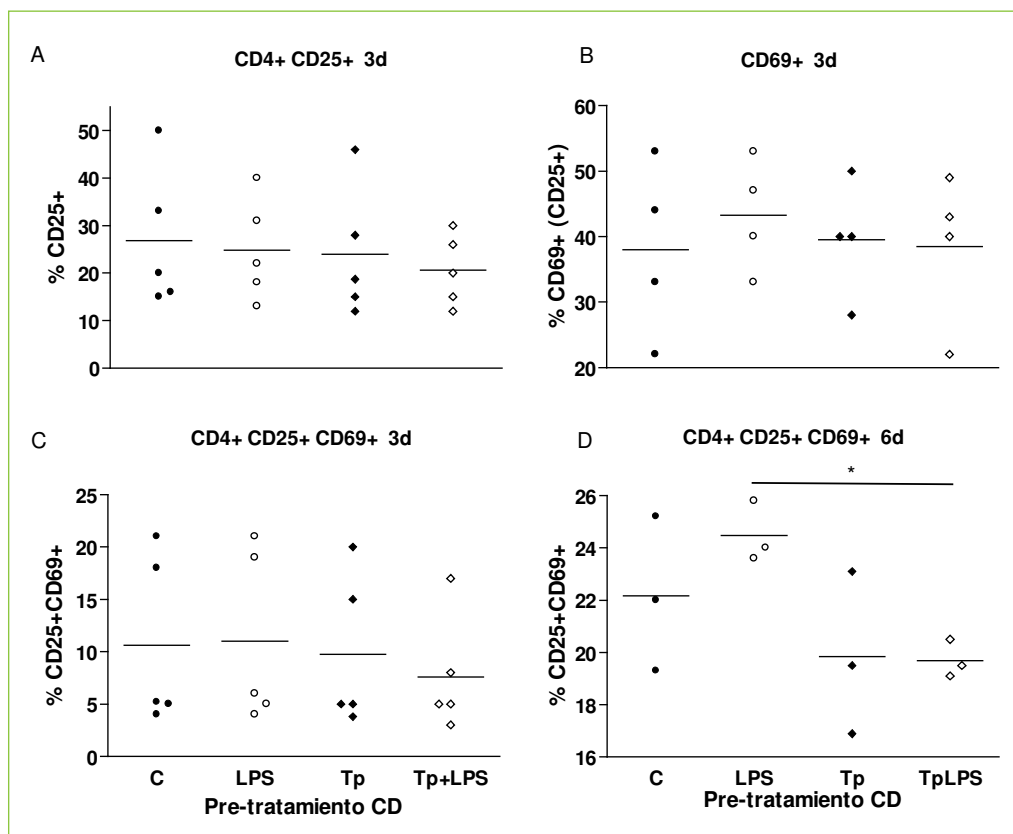 A
CD4+ CD25+ 3d
% CD25+
50
40
30
20
10
0
B
CD69+ 3d
% CD69+ (CD25+)
60
50
40
30
20
C
CD4+ CD25+ CD69+ 3d
% CD25+CD69+
25
20
15
10
5
0
C LPS Tp Tp+LPS
Pre-tratamiento CD
D
CD4+ CD25+ CD69+ 6d
*
% CD25+CD69+
26
24
22
20
18
16
C LPS Tp TpLPS
Pre-tratamiento CD